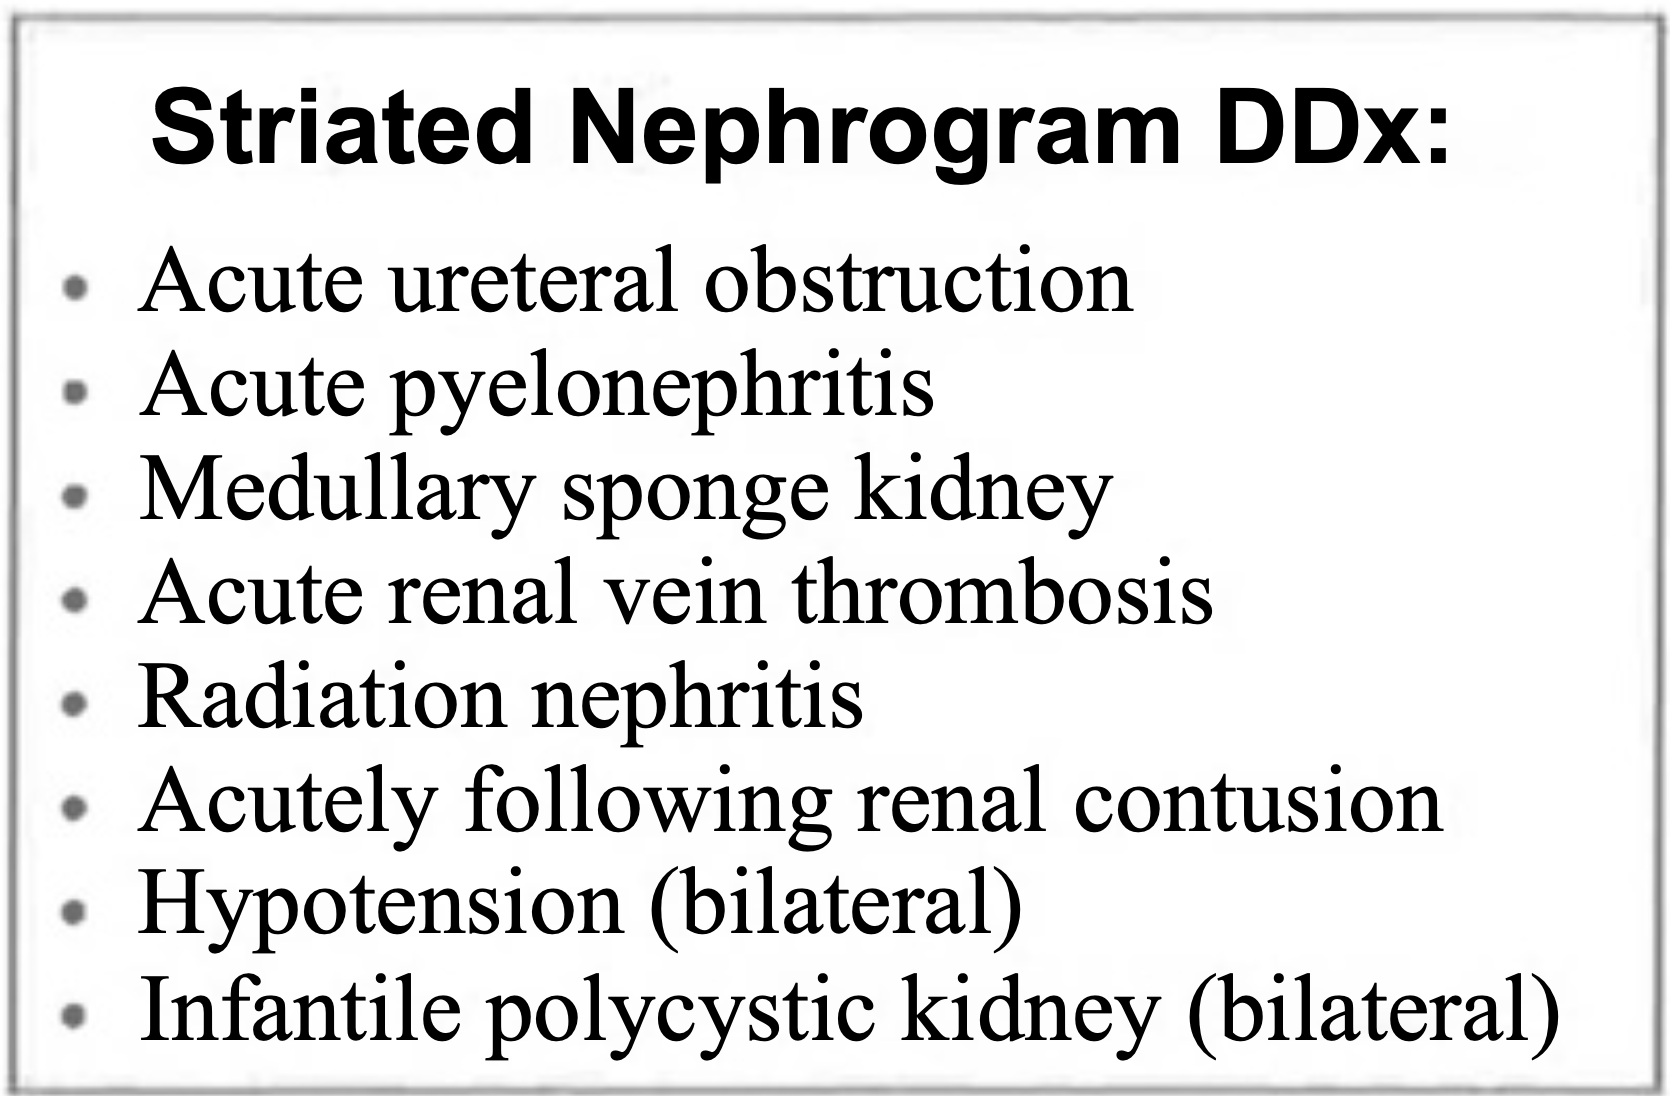 Striated Nephrogram DDx:
• Acute ureteral obstruction
• Acute pyelonephritis
• Medullary sponge kidney
• Acute renal vein thrombosis
• Radiation nephritis
• Acutely following renal contusion
• Hypotension (bilateral)
• Infantile polycystic kidney (bilateral)